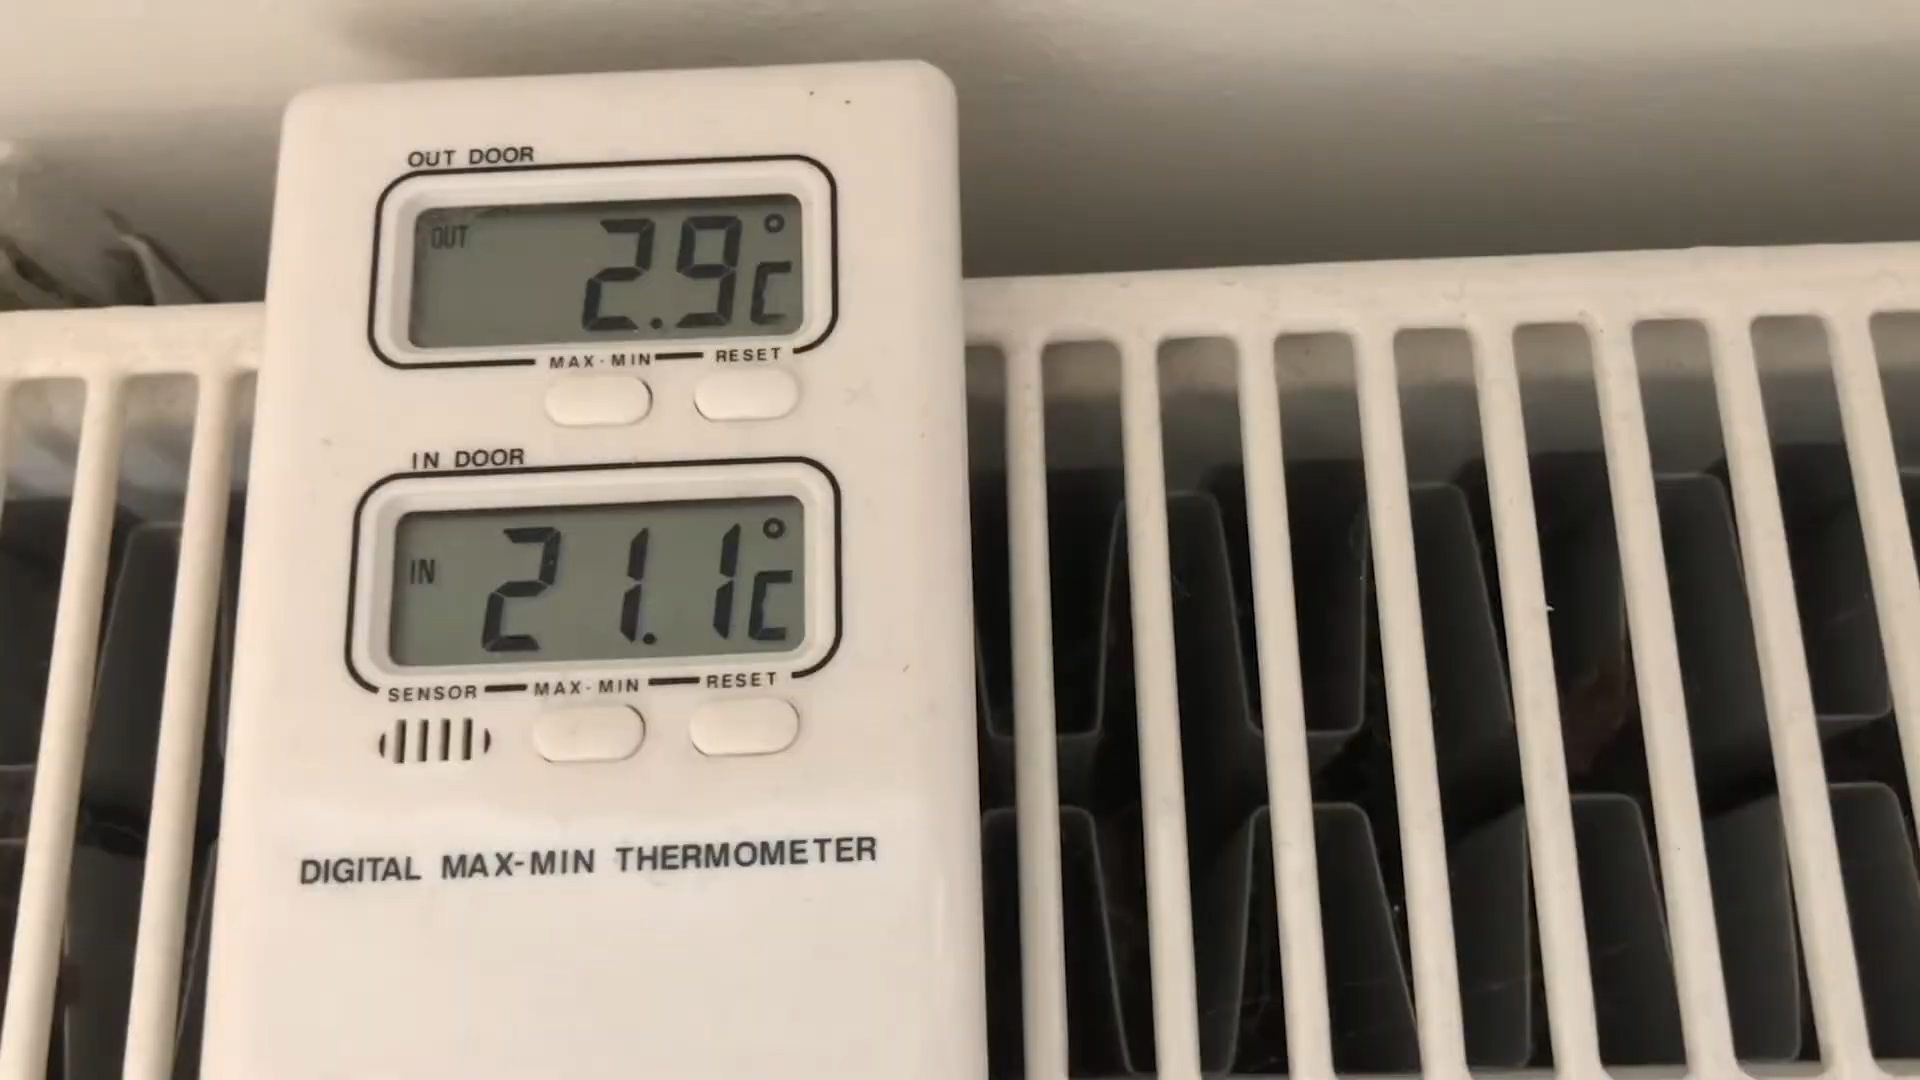 OUT DOOR
OUT 2.9°C
MAX-MIN RESET
IN DOOR
IN 21.1°C
SENSOR MAX-MIN RESET
DIGITAL MAX-MIN THERMOMETER